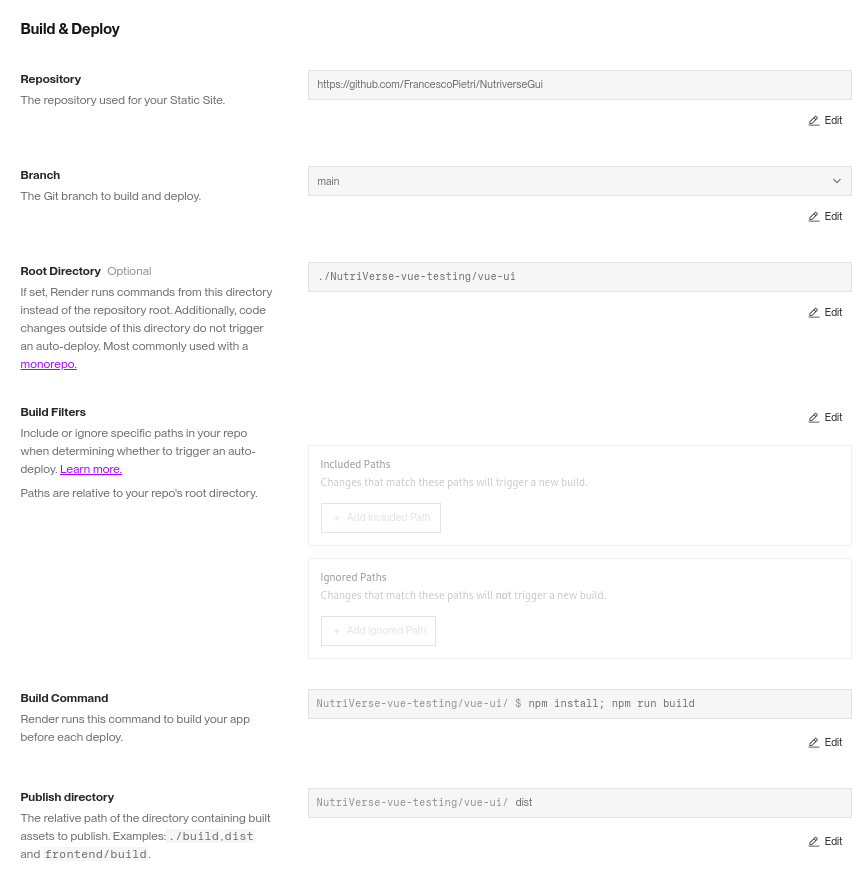 Build & Deploy
Repository
The repository used for your Static Site.
https://github.com/FrancescoPietri/NutriverseGui
Edit
Branch
The Git branch to build and deploy.
main
Edit
Root Directory Optional
If set, Render runs commands from this directory
instead of the repository root. Additionally, code
changes outside of this directory do not trigger
an auto-deploy. Most commonly used with a
monorepo.
./NutriVerse-vue-testing/vue-ui
Edit
Build Filters
Include or ignore specific paths in your repo
when determining whether to trigger an auto-
deploy. Learn more.
Paths are relative to your repo's root directory.
Edit
Included Paths
Changes that match these paths will trigger a new build.
+ Add Included Path
Ignored Paths
Changes that match these paths will not trigger a new build.
+ Add Ignored Path
Build Command
Render runs this command to build your app
before each deploy.
NutriVerse-vue-testing/vue-ui/ $ npm install; npm run build
Edit
Publish directory
The relative path of the directory containing built
assets to publish. Examples: ./build, dist
and frontend/build.
NutriVerse-vue-testing/vue-ui/ dist
Edit